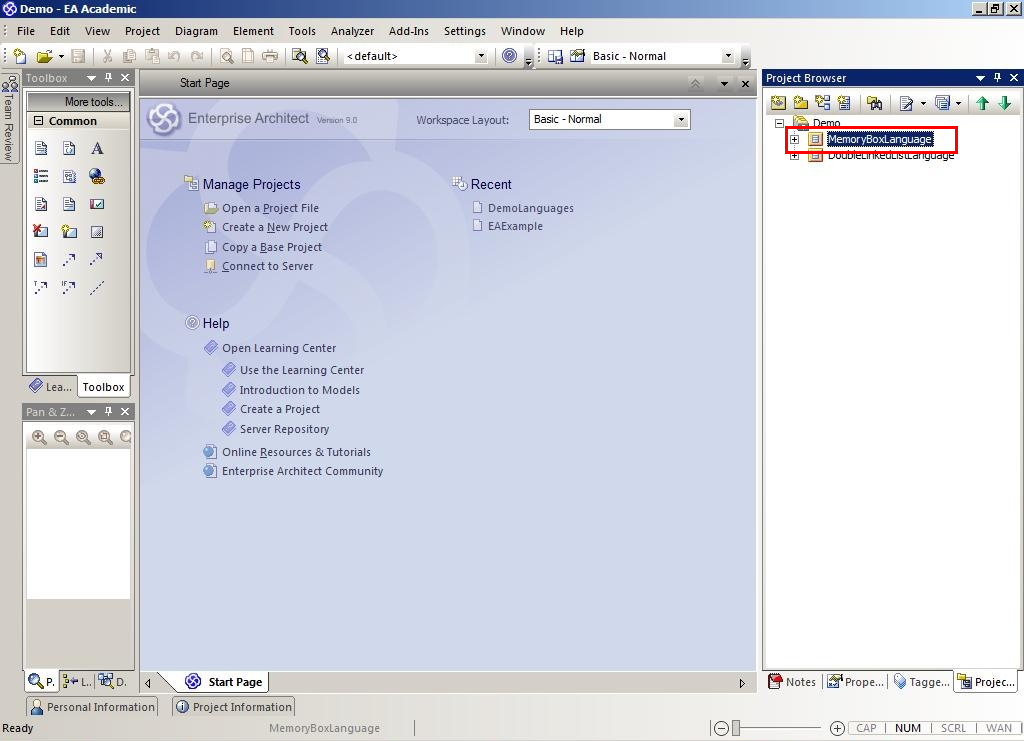 Demo - EA Academic
File Edit View Project Diagram Element Tools Analyzer Add-Ins Settings Window Help
<default> Basic - Normal
Team Review
Toolbox
More tools...
Common
A
Lea... Toolbox
Pan & Z...
P. L.. D.
Start Page
Enterprise Architect Version 9.0 Workspace Layout: Basic - Normal
Manage Projects
Open a Project File
Create a New Project
Copy a Base Project
Connect to Server
Recent
DemoLanguages
EAExample
Help
Open Learning Center
Use the Learning Center
Introduction to Models
Create a Project
Server Repository
Online Resources & Tutorials
Enterprise Architect Community
Start Page
Project Browser
Demo
MemoryBoxLanguage
DoubleLinkedListLanguage
Notes Prope... Tagge... Projec...
Personal Information Project Information
Ready MemoryBoxLanguage CAP NUM SCRL WAN